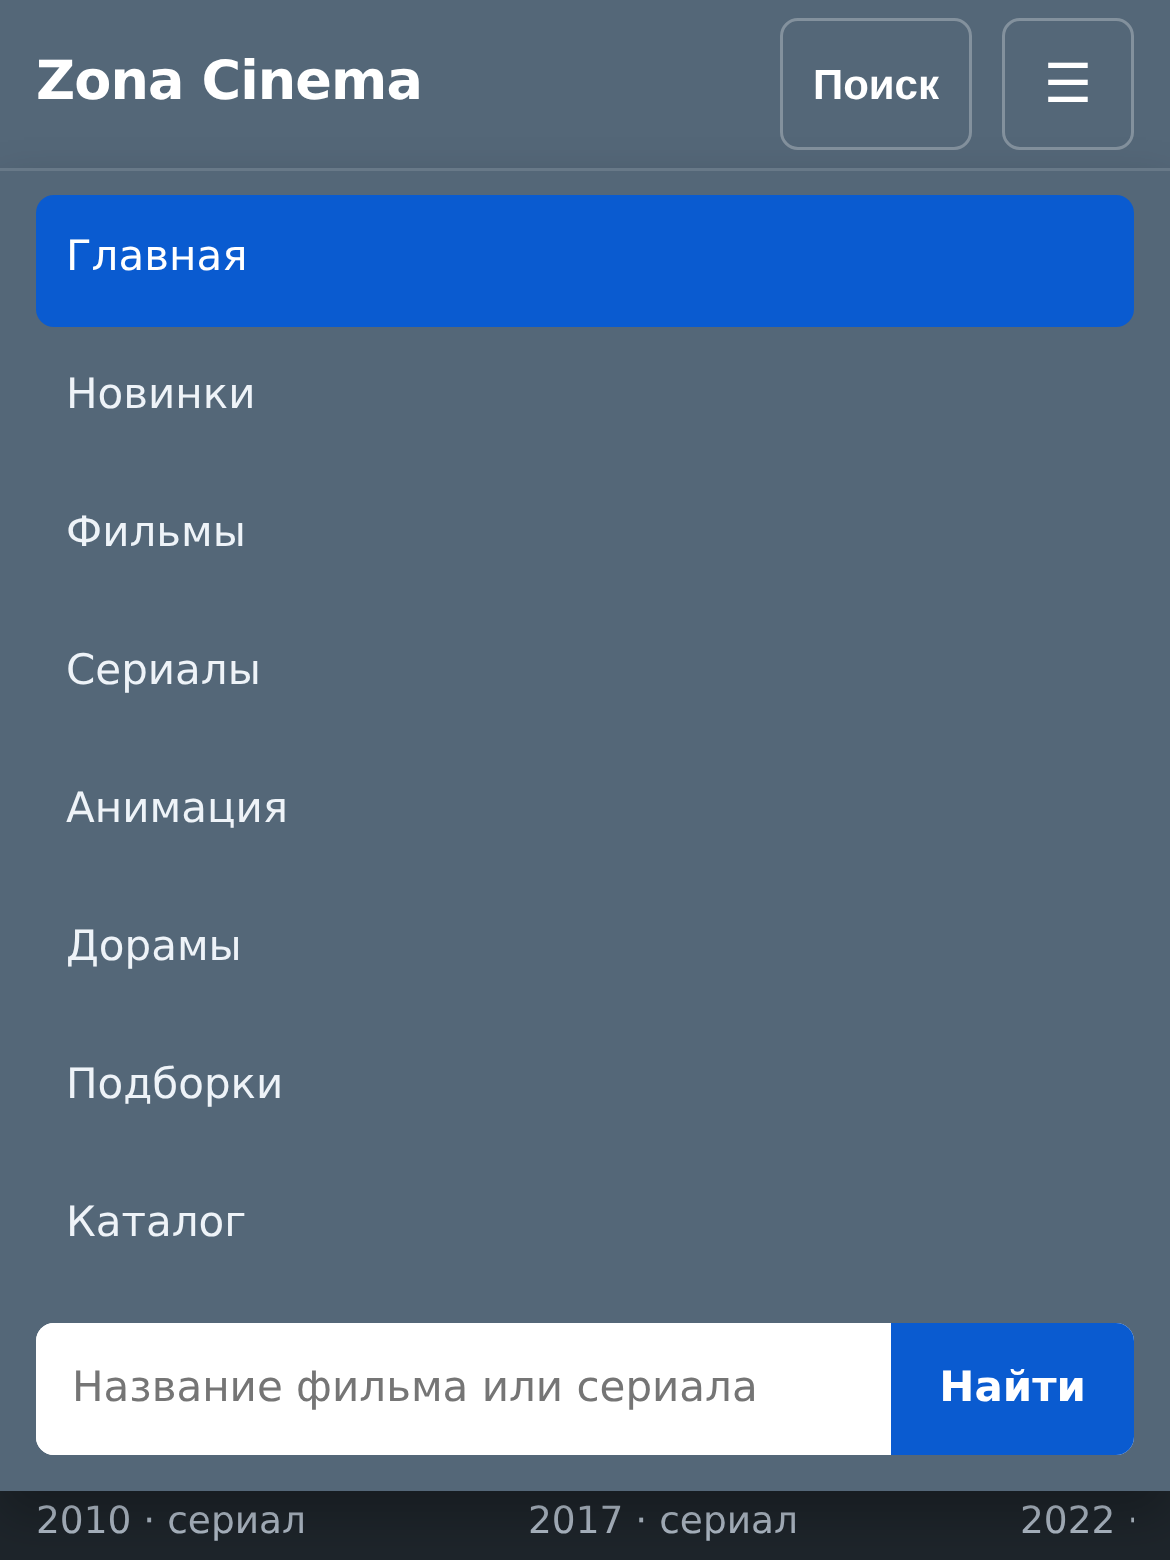 Zona Cinema
Поиск
☰
Главная
Новинки
Фильмы
Сериалы
Анимация
Дорамы
Подборки
Каталог
Название фильма или сериала
Найти
2010 · сериал 2017 · сериал 2022 ·